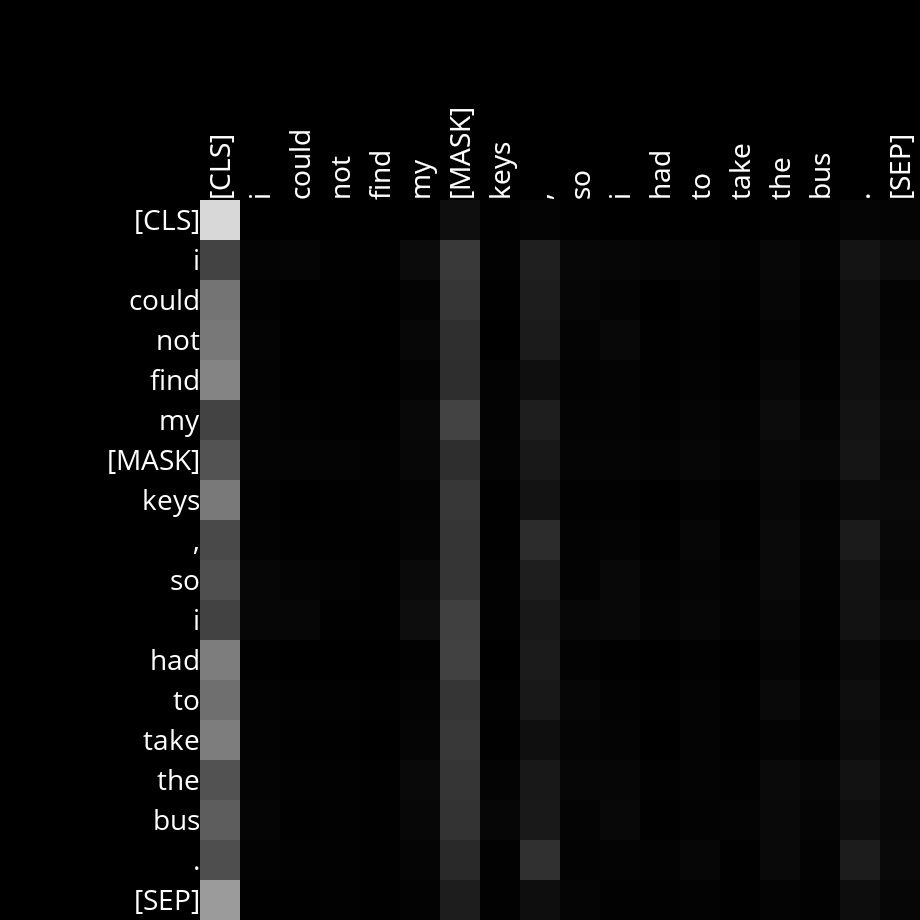 [CLS] i could not find my [MASK] keys , so i had to take the bus . [SEP]
[CLS]
i
could
not
find
my
[MASK]
keys
,
so
i
had
to
take
the
bus
.
[SEP]